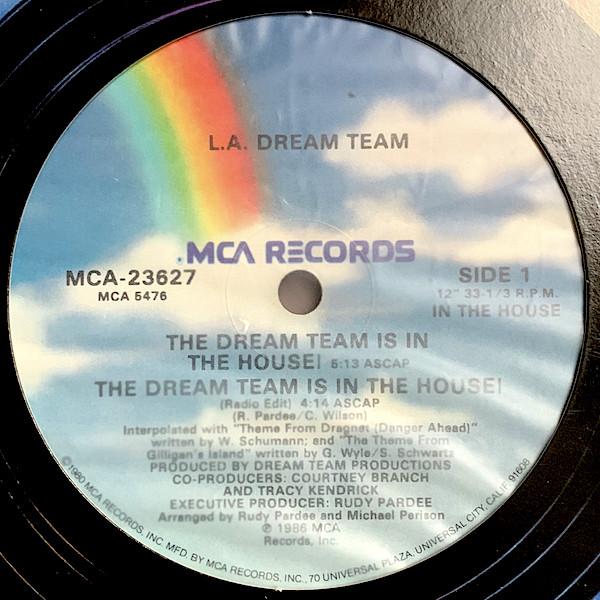 L.A. DREAM TEAM
MCA RECORDS
MCA-23627
MCA 5476
SIDE 1
12" 33-1/3 R.P.M.
IN THE HOUSE
THE DREAM TEAM IS IN
THE HOUSE! 5:13 ASCAP
THE DREAM TEAM IS IN THE HOUSE!
(Radio Edit) 4:14 ASCAP
(R. Pardee/C. Wilson)
Interpolated with "Theme From Dragnet (Danger Ahead)"
written by W. Schumann; and "The Theme From
Gilligan's Island" written by G. Wyle/S. Schwartz
PRODUCED BY DREAM TEAM PRODUCTIONS
CO-PRODUCERS: COURTNEY BRANCH
AND TRACY KENDRICK
EXECUTIVE PRODUCER: RUDY PARDEE
Arranged by Rudy Pardee and Michael Perison
℗ 1986 MCA
Records, Inc.
©1980 MCA RECORDS, INC. MFD. BY MCA RECORDS, INC., 70 UNIVERSAL PLAZA, UNIVERSAL CITY, CALIF. 91608